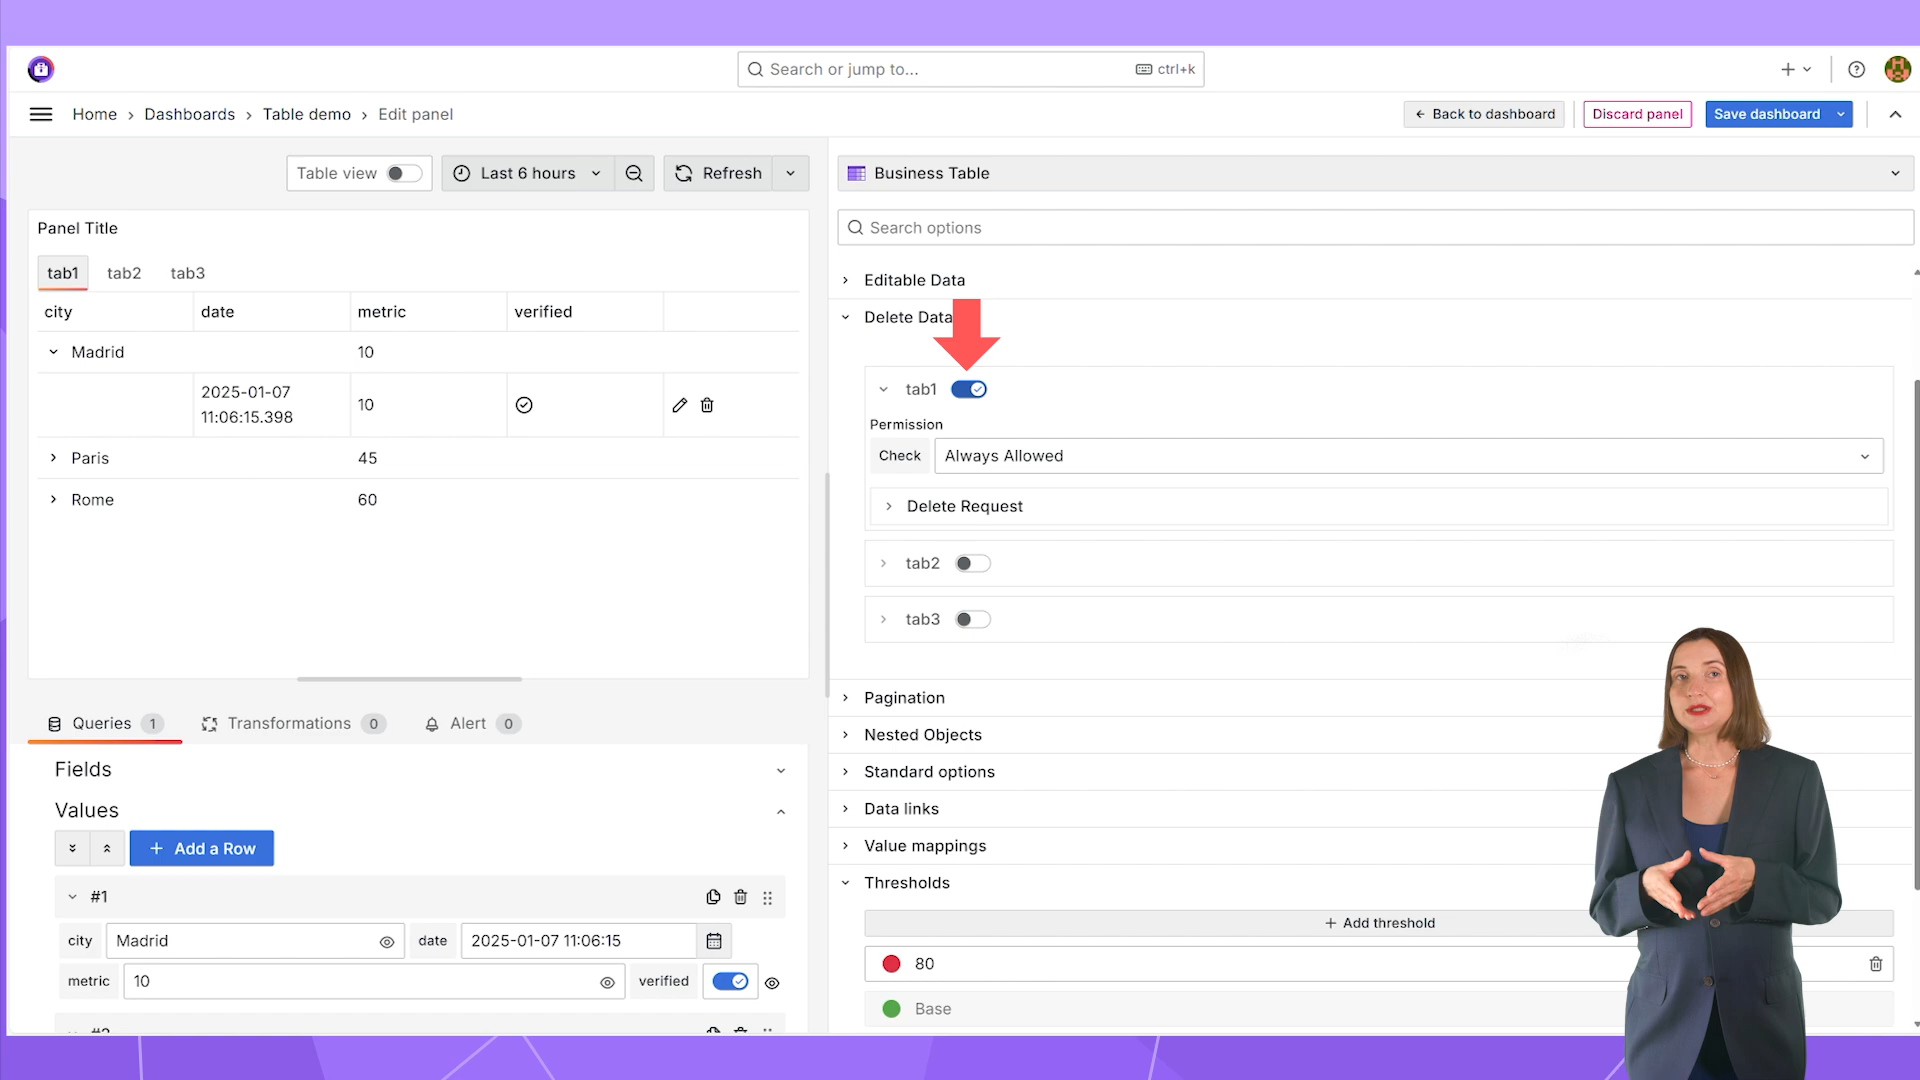 Search or jump to...
ctrl+k
Home
Dashboards
Table demo
Edit panel
Back to dashboard
Discard panel
Save dashboard
Table view
Last 6 hours
Refresh
Business Table
Panel Title
Search options
tab1
tab2
tab3
Editable Data
city
date
metric
verified
Delete Data
Madrid
10
2025-01-07
11:06:15.398
10
tab1
Permission
Check
Always Allowed
Paris
45
Rome
60
Delete Request
tab2
tab3
Pagination
Queries
1
Transformations
0
Alert
0
Nested Objects
Fields
Standard options
Values
Data links
Add a Row
Value mappings
Thresholds
#1
Add threshold
city
Madrid
date
2025-01-07 11:06:15
80
metric
10
verified
Base
#2